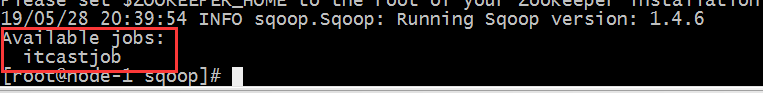 Please set $ZOOKEEPER_HOME to the root of your Zookeeper installation
19/05/28 20:39:54 INFO sqoop.Sqoop: Running Sqoop version: 1.4.6
Available jobs:
  itcastjob
[root@node-1 sqoop]#